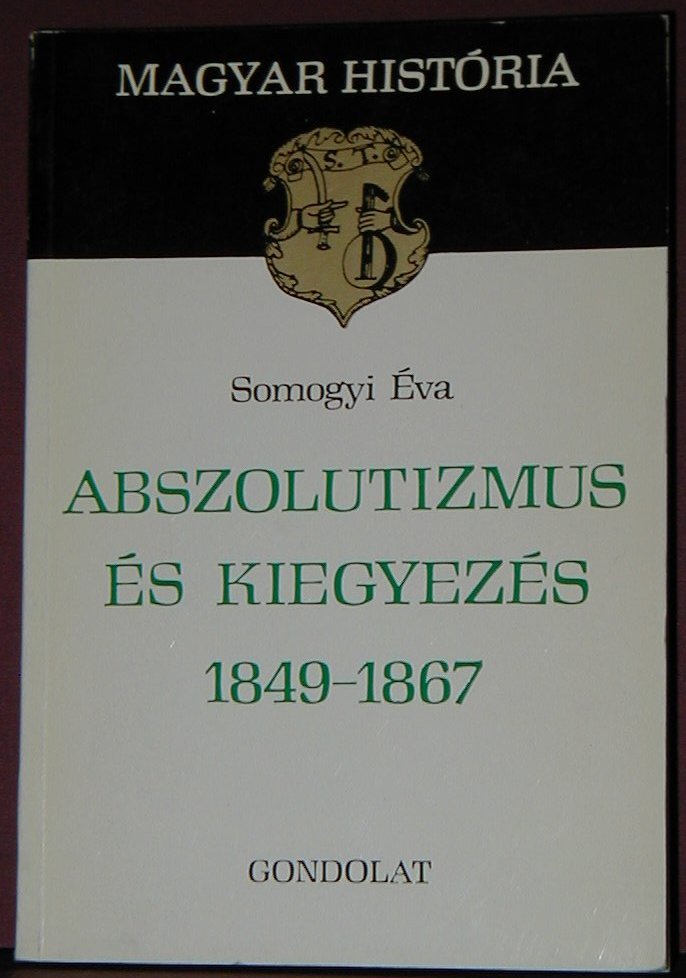 MAGYAR HISTÓRIA
S. T.
Somogyi Éva
ABSZOLUTIZMUS
ÉS KIEGYEZÉS
1849–1867
GONDOLAT